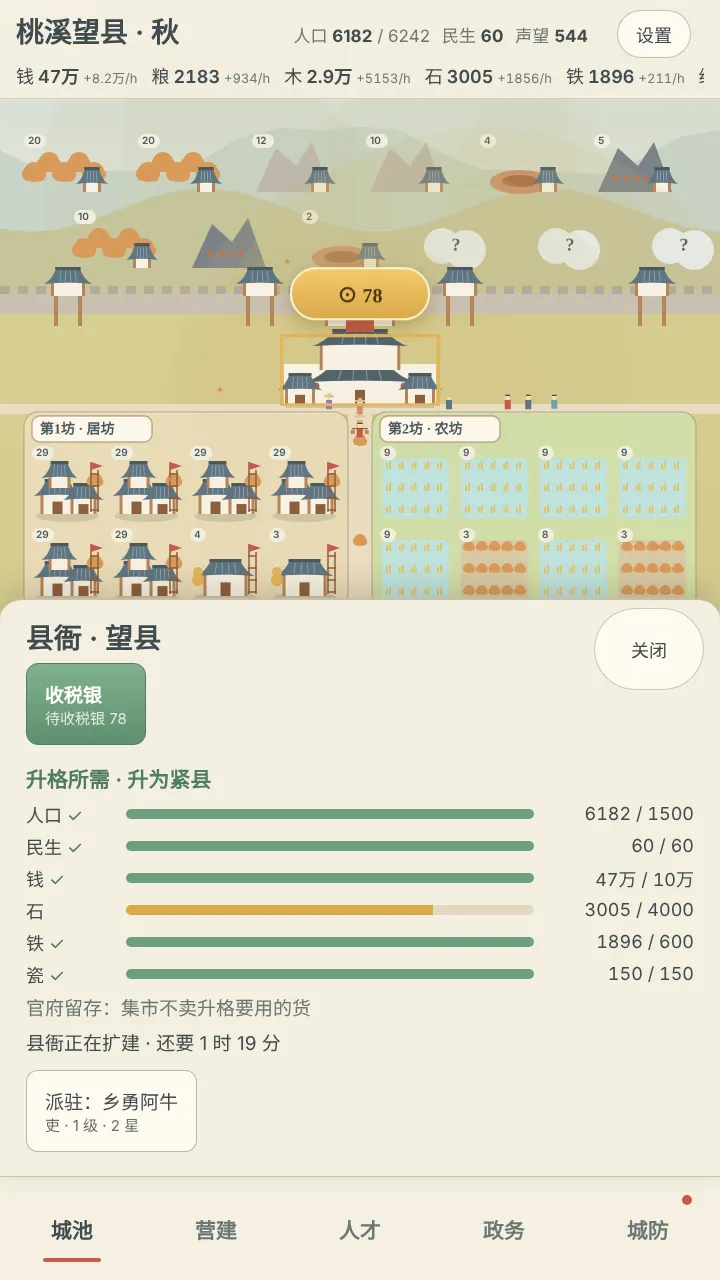 桃溪望县 · 秋
人口 6182 / 6242 民生 60 声望 544
设置
钱 47万 +8.2万/h 粮 2183 +934/h 木 2.9万 +5153/h 石 3005 +1856/h 铁 1896 +211/h
20 20 12 10 4 5
10 2 ? ? ?
78
第1坊 · 居坊
第2坊 · 农坊
29 29 29 29 9 9 9 9
29 29 4 3 9 3 8 3
县衙 · 望县
关闭
收税银
待收税银 78
升格所需 · 升为紧县
人口 ✓ 6182 / 1500
民生 ✓ 60 / 60
钱 ✓ 47万 / 10万
石 3005 / 4000
铁 ✓ 1896 / 600
瓷 ✓ 150 / 150
官府留存：集市不卖升格要用的货
县衙正在扩建 · 还要 1 时 19 分
派驻：乡勇阿牛
吏 · 1 级 · 2 星
城池 营建 人才 政务 城防